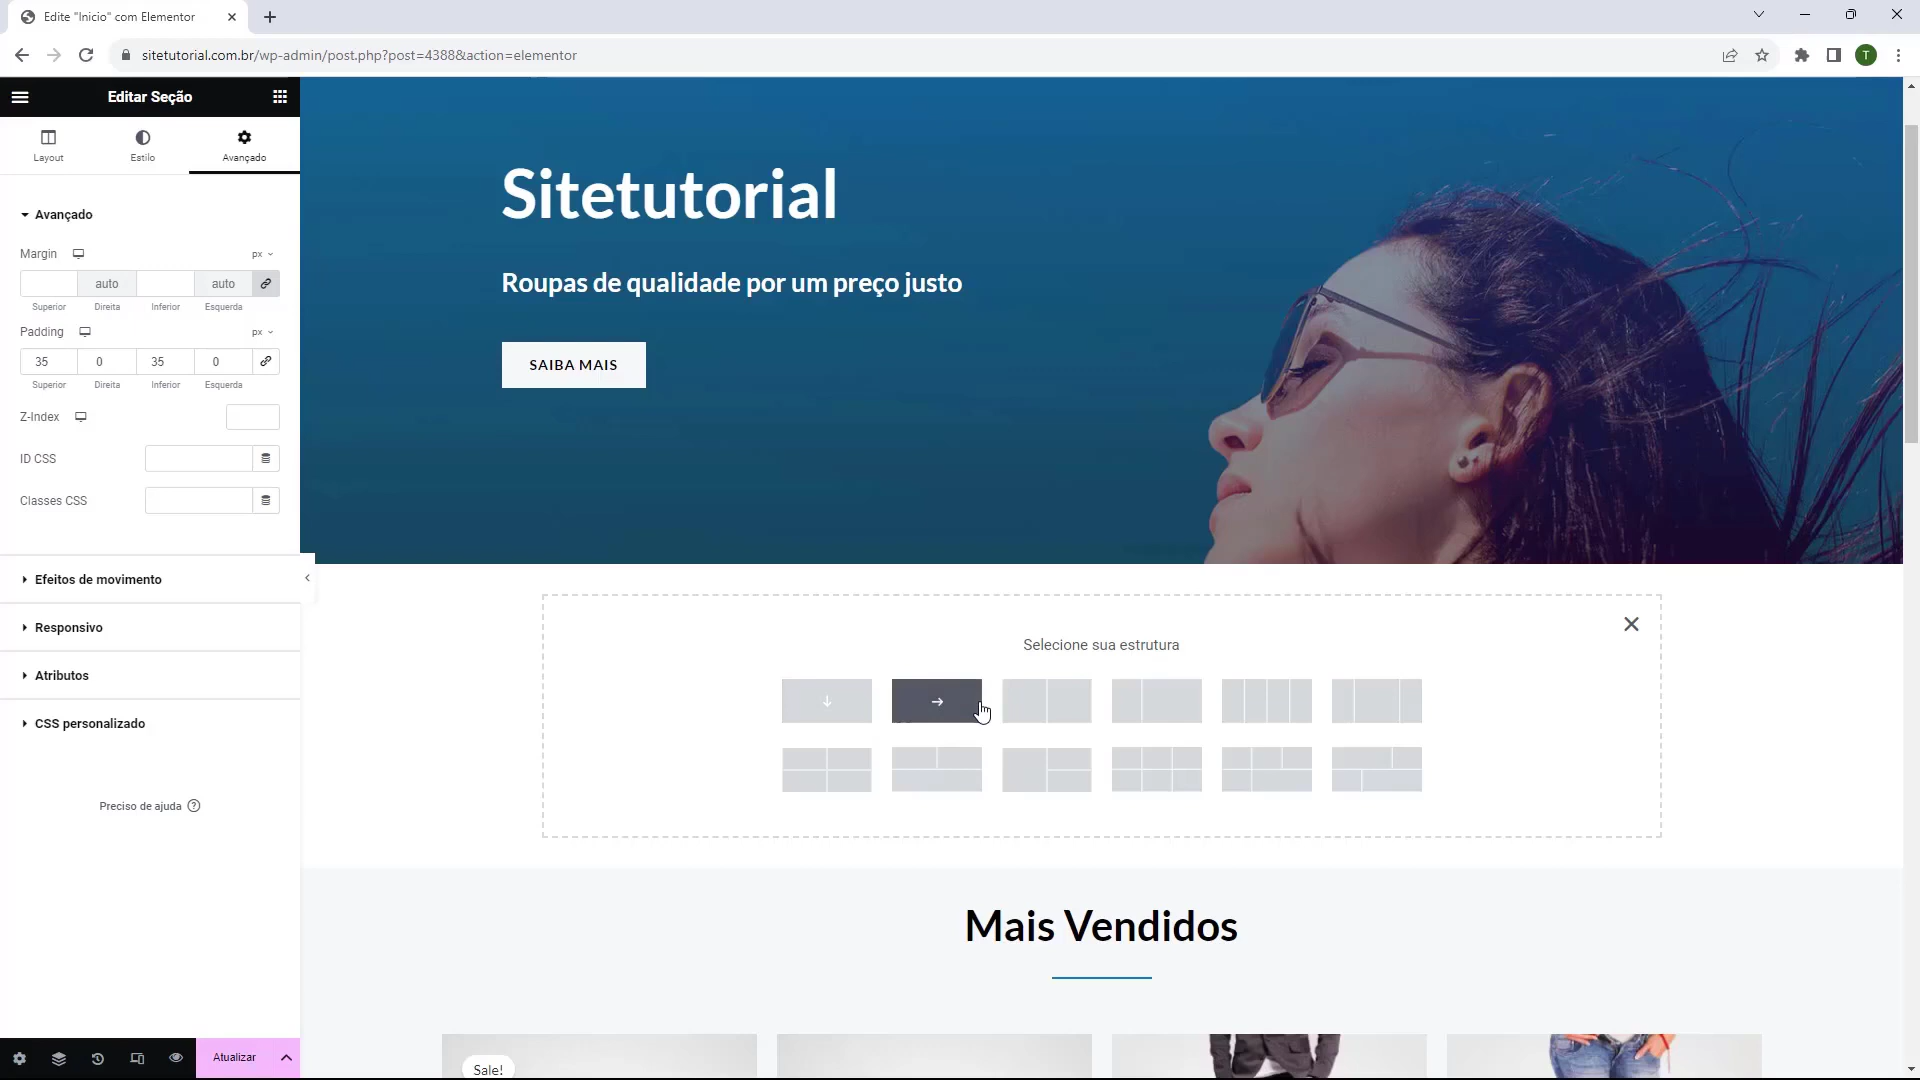 Edite "Inicio" com Elementor
sitetutorial.com.br/wp-admin/post.php?post=4388&action=elementor
T
Editar Seção
Layout
Estilo
Avançado
Avançado
Margin
px
auto
auto
Superior
Direita
Inferior
Esquerda
Padding
px
35
0
35
0
Superior
Direita
Inferior
Esquerda
Z-Index
ID CSS
Classes CSS
Efeitos de movimento
Responsivo
Atributos
CSS personalizado
Preciso de ajuda
Atualizar
Sitetutorial
Roupas de qualidade por um preço justo
SAIBA MAIS
Selecione sua estrutura
Mais Vendidos
Sale!